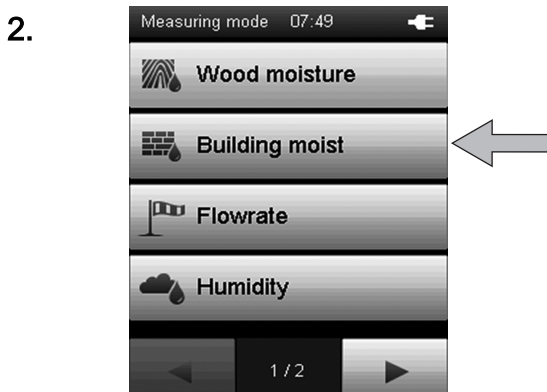 2.
Measuring mode 07:49
Wood moisture
Building moist
Flowrate
Humidity
1 / 2